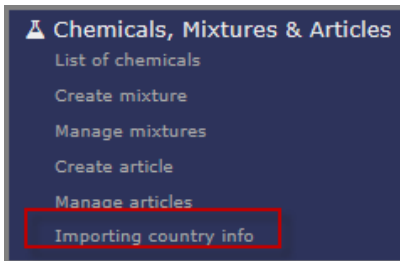 Chemicals, Mixtures & Articles
List of chemicals
Create mixture
Manage mixtures
Create article
Manage articles
Importing country info